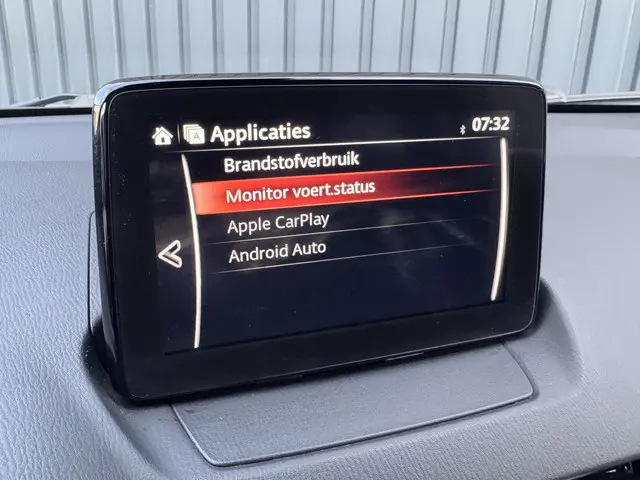 Applicaties
07:32
Brandstofverbruik
Monitor voert.status
Apple CarPlay
Android Auto